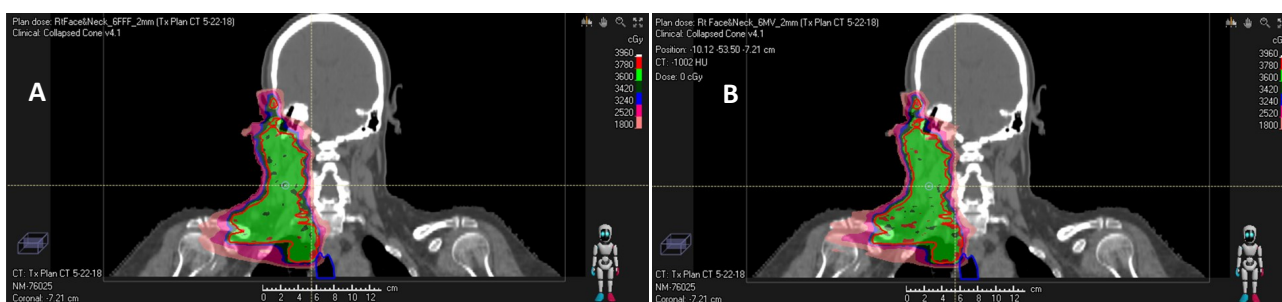 Plan dose: RtFace&Neck_6FFF_2mm (Tx Plan CT 5-22-18)
Clinical: Collapsed Cone v4.1
A
cGy
3960
3780
3600
3420
3240
2520
1800
CT: Tx Plan CT 5-22-18
NM-76025
Coronal: -7.21 cm
0 2 4 6 8 10 12 cm
Plan dose: Rt Face&Neck_6MV_2mm (Tx Plan CT 5-22-18)
Clinical: Collapsed Cone v4.1
Position: -10.12 -53.50 -7.21 cm
CT: -1002 HU
Dose: 0 cGy
B
cGy
3960
3780
3600
3420
3240
2520
1800
CT: Tx Plan CT 5-22-18
NM-76025
Coronal: -7.21 cm
0 2 4 6 8 10 12 cm